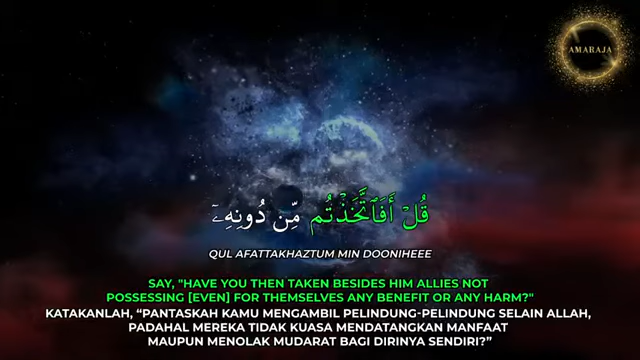 AMARAJA
قُلْ أَفَٱتَّخَذْتُم مِّن دُونِهِۦٓ
QUL AFATTAKHAZTUM MIN DOONIHEEE
SAY, "HAVE YOU THEN TAKEN BESIDES HIM ALLIES NOT
POSSESSING [EVEN] FOR THEMSELVES ANY BENEFIT OR ANY HARM?"
KATAKANLAH, “PANTASKAH KAMU MENGAMBIL PELINDUNG-PELINDUNG SELAIN ALLAH,
PADAHAL MEREKA TIDAK KUASA MENDATANGKAN MANFAAT
MAUPUN MENOLAK MUDARAT BAGI DIRINYA SENDIRI?”